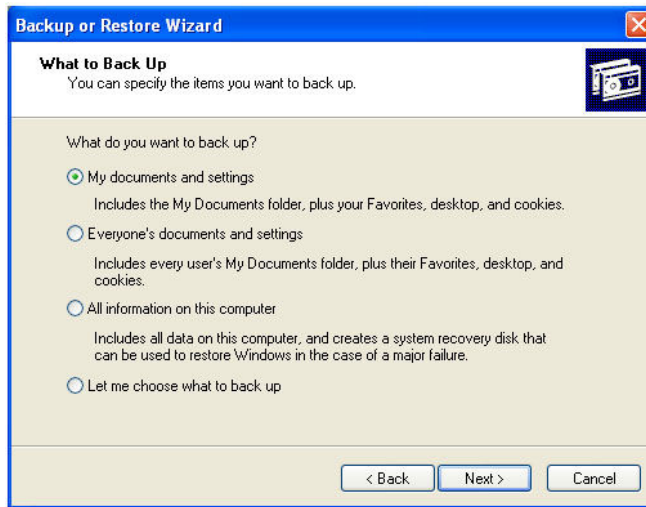 Backup or Restore Wizard
What to Back Up
You can specify the items you want to back up.
What do you want to back up?
My documents and settings
Includes the My Documents folder, plus your Favorites, desktop, and cookies.
Everyone's documents and settings
Includes every user's My Documents folder, plus their Favorites, desktop, and
cookies.
All information on this computer
Includes all data on this computer, and creates a system recovery disk that
can be used to restore Windows in the case of a major failure.
Let me choose what to back up
< Back Next > Cancel